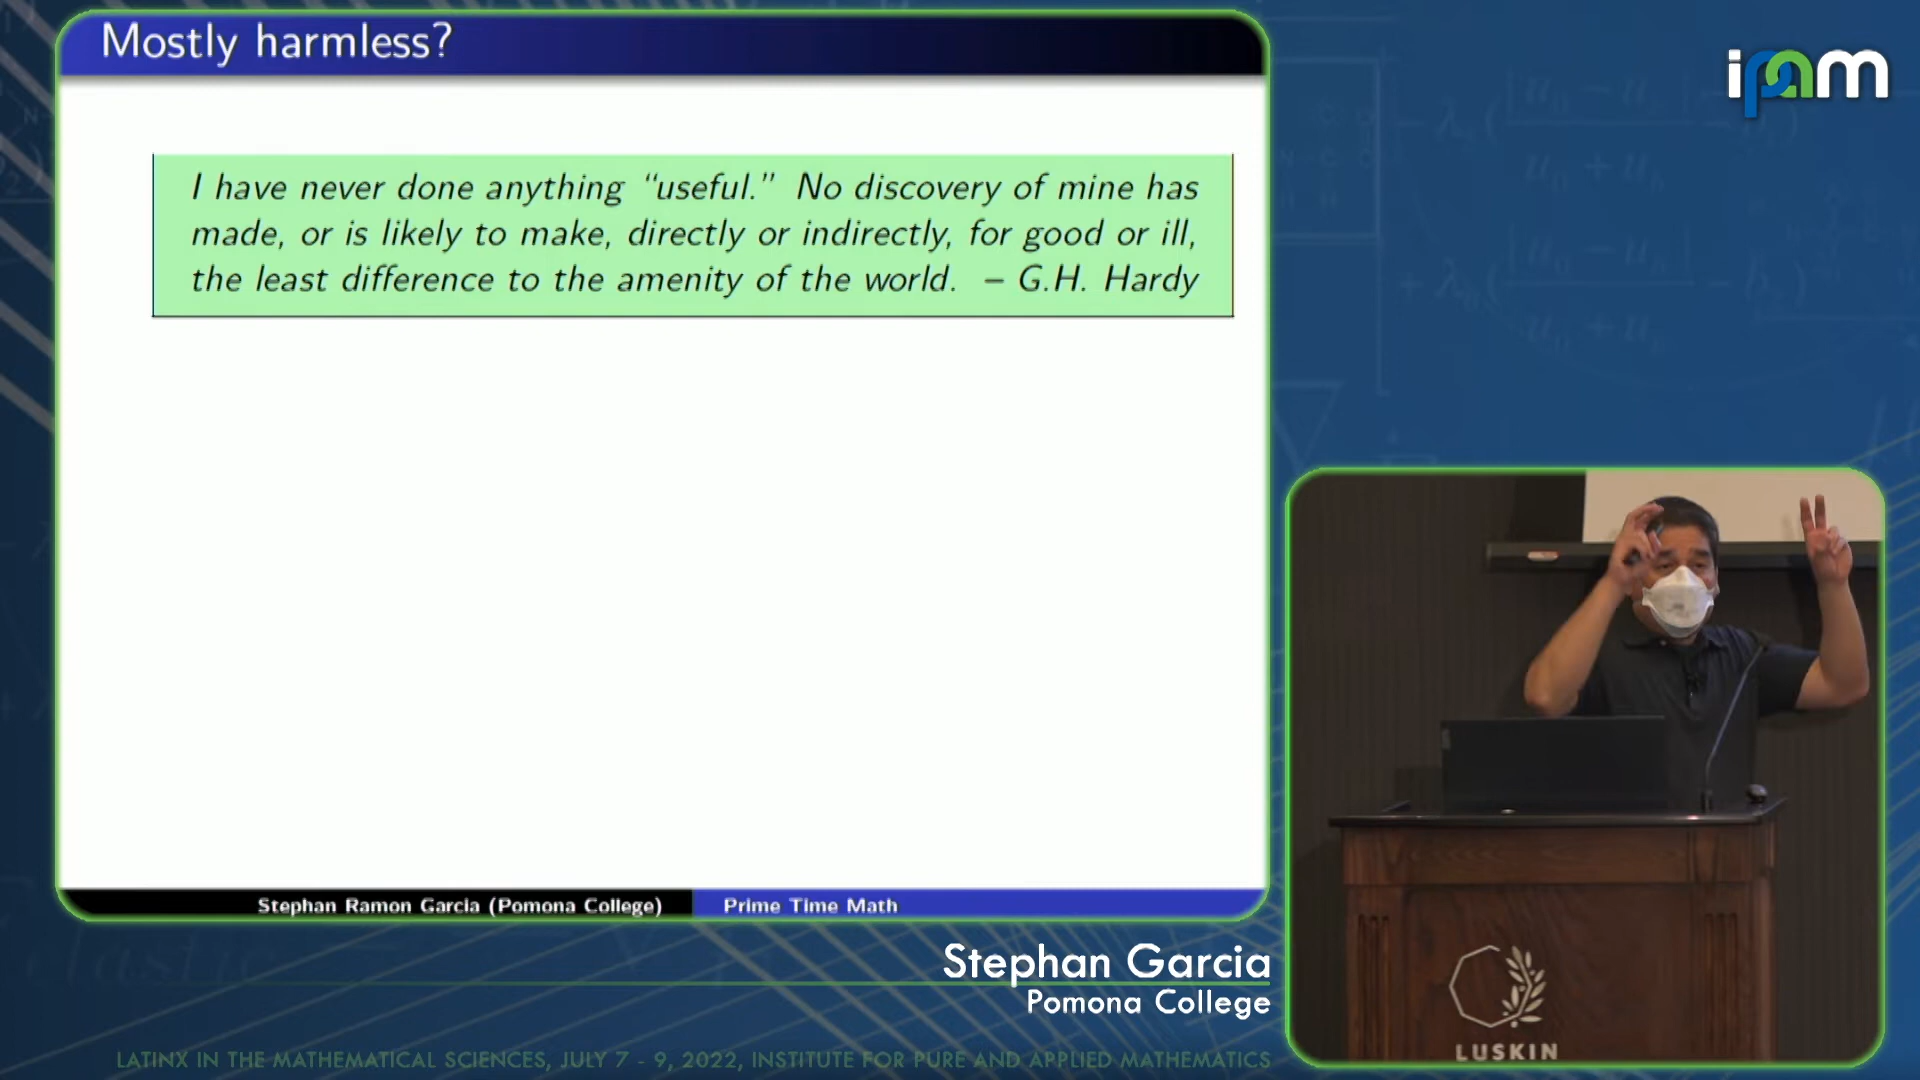 Mostly harmless?
ipam
I have never done anything “useful.” No discovery of mine has
made, or is likely to make, directly or indirectly, for good or ill,
the least difference to the amenity of the world. – G.H. Hardy
Stephan Ramon Garcia (Pomona College)
Prime Time Math
Stephan Garcia
Pomona College
LUSKIN
LATINX IN THE MATHEMATICAL SCIENCES, JULY 7 - 9, 2022, INSTITUTE FOR PURE AND APPLIED MATHEMATICS